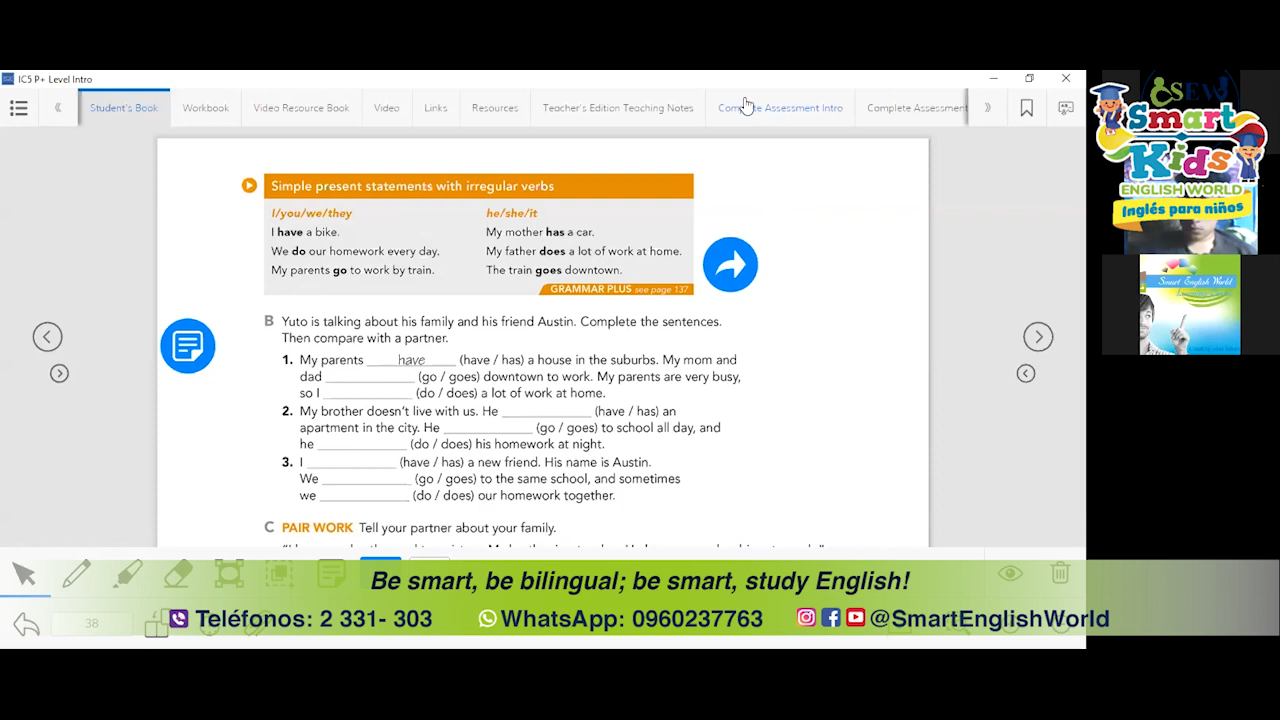 IC5 P+ Level Intro
Student's Book Workbook Video Resource Book Video Links Resources Teacher's Edition Teaching Notes Complete Assessment Intro Complete Assessment
SEW
Smart
Kids
ENGLISH WORLD
Inglés para niños
Simple present statements with irregular verbs
I/you/we/they he/she/it
I have a bike. My mother has a car.
We do our homework every day. My father does a lot of work at home.
My parents go to work by train. The train goes downtown.
GRAMMAR PLUS see page 137
Smart English World
B Yuto is talking about his family and his friend Austin. Complete the sentences.
Then compare with a partner.
1. My parents have (have / has) a house in the suburbs. My mom and
dad (go / goes) downtown to work. My parents are very busy,
so I (do / does) a lot of work at home.
2. My brother doesn't live with us. He (have / has) an
apartment in the city. He (go / goes) to school all day, and
he (do / does) his homework at night.
3. I (have / has) a new friend. His name is Austin.
We (go / goes) to the same school, and sometimes
we (do / does) our homework together.
C PAIR WORK Tell your partner about your family.
Be smart, be bilingual; be smart, study English!
38
Teléfonos: 2 331- 303 WhatsApp: 0960237763 @SmartEnglishWorld